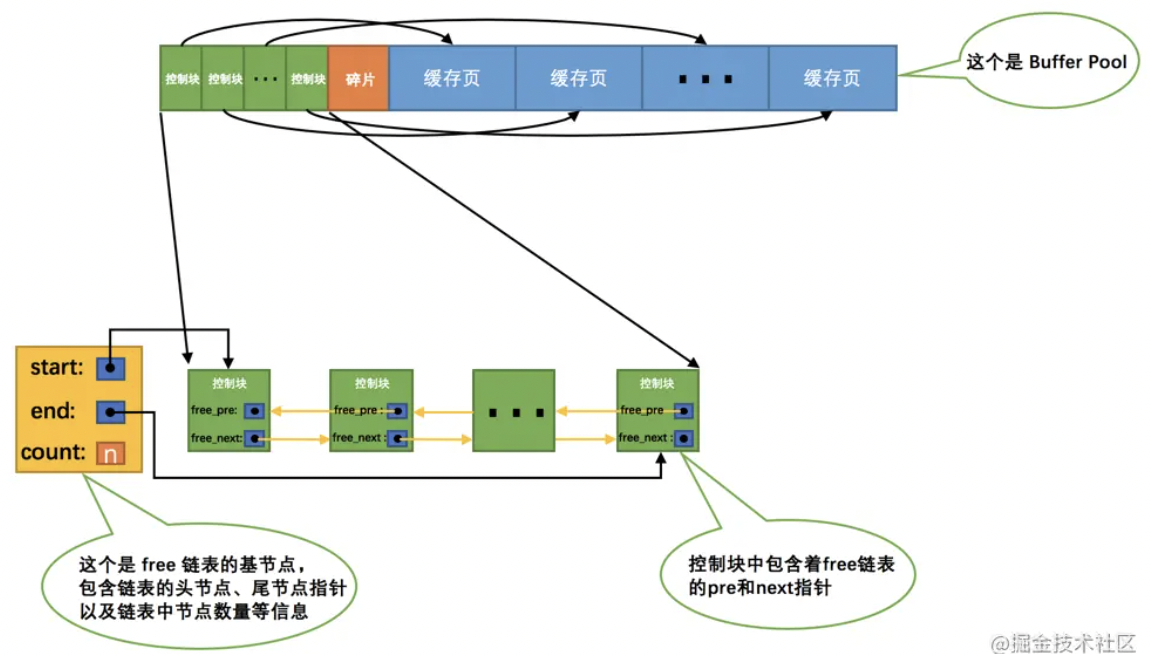 控制块
控制块
···
控制块
碎片
缓存页
缓存页
···
缓存页
这个是 Buffer Pool
start:
end:
count: n
控制块
free_pre:
free_next:
控制块
free_pre :
free_next :
···
控制块
free_pre
free_next :
这个是 free 链表的基节点，
包含链表的头节点、尾节点指针
以及链表中节点数量等信息
控制块中包含着free链表
的pre和next指针
@掘金技术社区